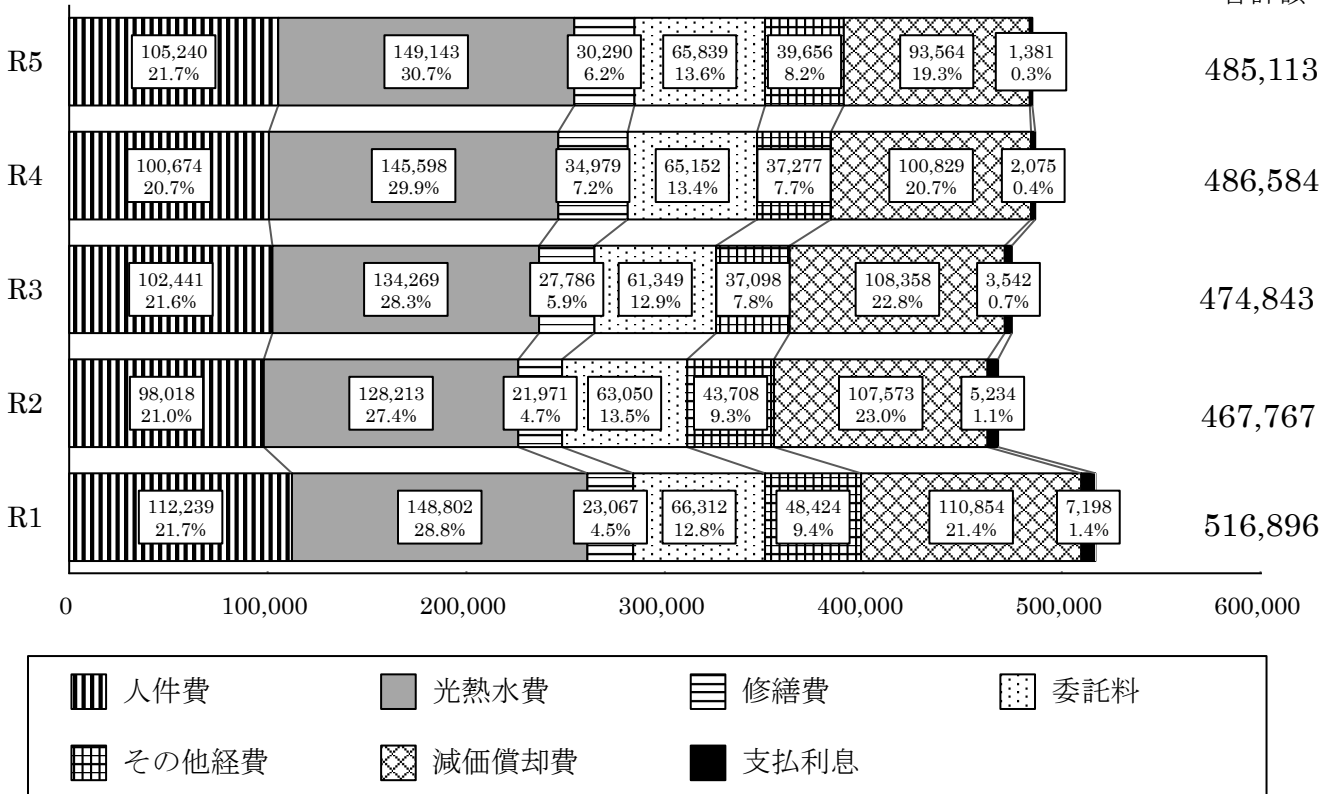 R5
105,240 149,143 30,290 65,839 39,656 93,564 1,381
21.7% 30.7% 6.2% 13.6% 8.2% 19.3% 0.3%
485,113
R4
100,674 145,598 34,979 65,152 37,277 100,829 2,075
20.7% 29.9% 7.2% 13.4% 7.7% 20.7% 0.4%
486,584
R3
102,441 134,269 27,786 61,349 37,098 108,358 3,542
21.6% 28.3% 5.9% 12.9% 7.8% 22.8% 0.7%
474,843
R2
98,018 128,213 21,971 63,050 43,708 107,573 5,234
21.0% 27.4% 4.7% 13.5% 9.3% 23.0% 1.1%
467,767
R1
112,239 148,802 23,067 66,312 48,424 110,854 7,198
21.7% 28.8% 4.5% 12.8% 9.4% 21.4% 1.4%
516,896
0 100,000 200,000 300,000 400,000 500,000 600,000
人件費 光熱水費 修繕費 委託料
その他経費 減価償却費 支払利息